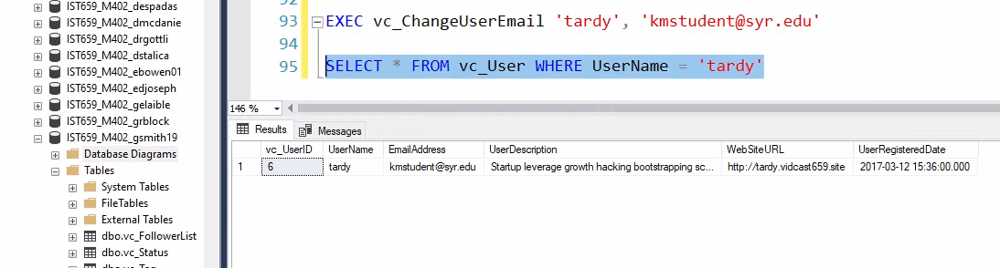 IST659_M402_despadas
IST659_M402_dmcdanie
IST659_M402_drgottli
IST659_M402_dstalica
IST659_M402_ebowen01
IST659_M402_edjoseph
IST659_M402_gelaible
IST659_M402_grblock
IST659_M402_gsmith19
Database Diagrams
Tables
System Tables
FileTables
External Tables
dbo.vc_FollowerList
dbo.vc_Status
93 EXEC vc_ChangeUserEmail 'tardy', 'kmstudent@syr.edu'
94
95 SELECT * FROM vc_User WHERE UserName = 'tardy'
146 %
Results Messages
vc_UserID UserName EmailAddress UserDescription WebSiteURL UserRegisteredDate
1 6 tardy kmstudent@syr.edu Startup leverage growth hacking bootstrapping sc... http://tardy.vidcast659.site 2017-03-12 15:36:00.000